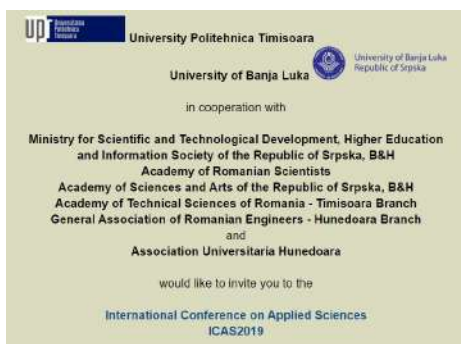 UPT Universitatea
Politehnica
Timisoara
University Politehnica Timisoara
University of Banja Luka
University of Banja Luka
Republic of Srpska
in cooperation with
Ministry for Scientific and Technological Development, Higher Education
and Information Society of the Republic of Srpska, B&H
Academy of Romanian Scientists
Academy of Sciences and Arts of the Republic of Srpska, B&H
Academy of Technical Sciences of Romania - Timisoara Branch
General Association of Romanian Engineers - Hunedoara Branch
and
Association Universitaria Hunedoara
would like to invite you to the
International Conference on Applied Sciences
ICAS2019